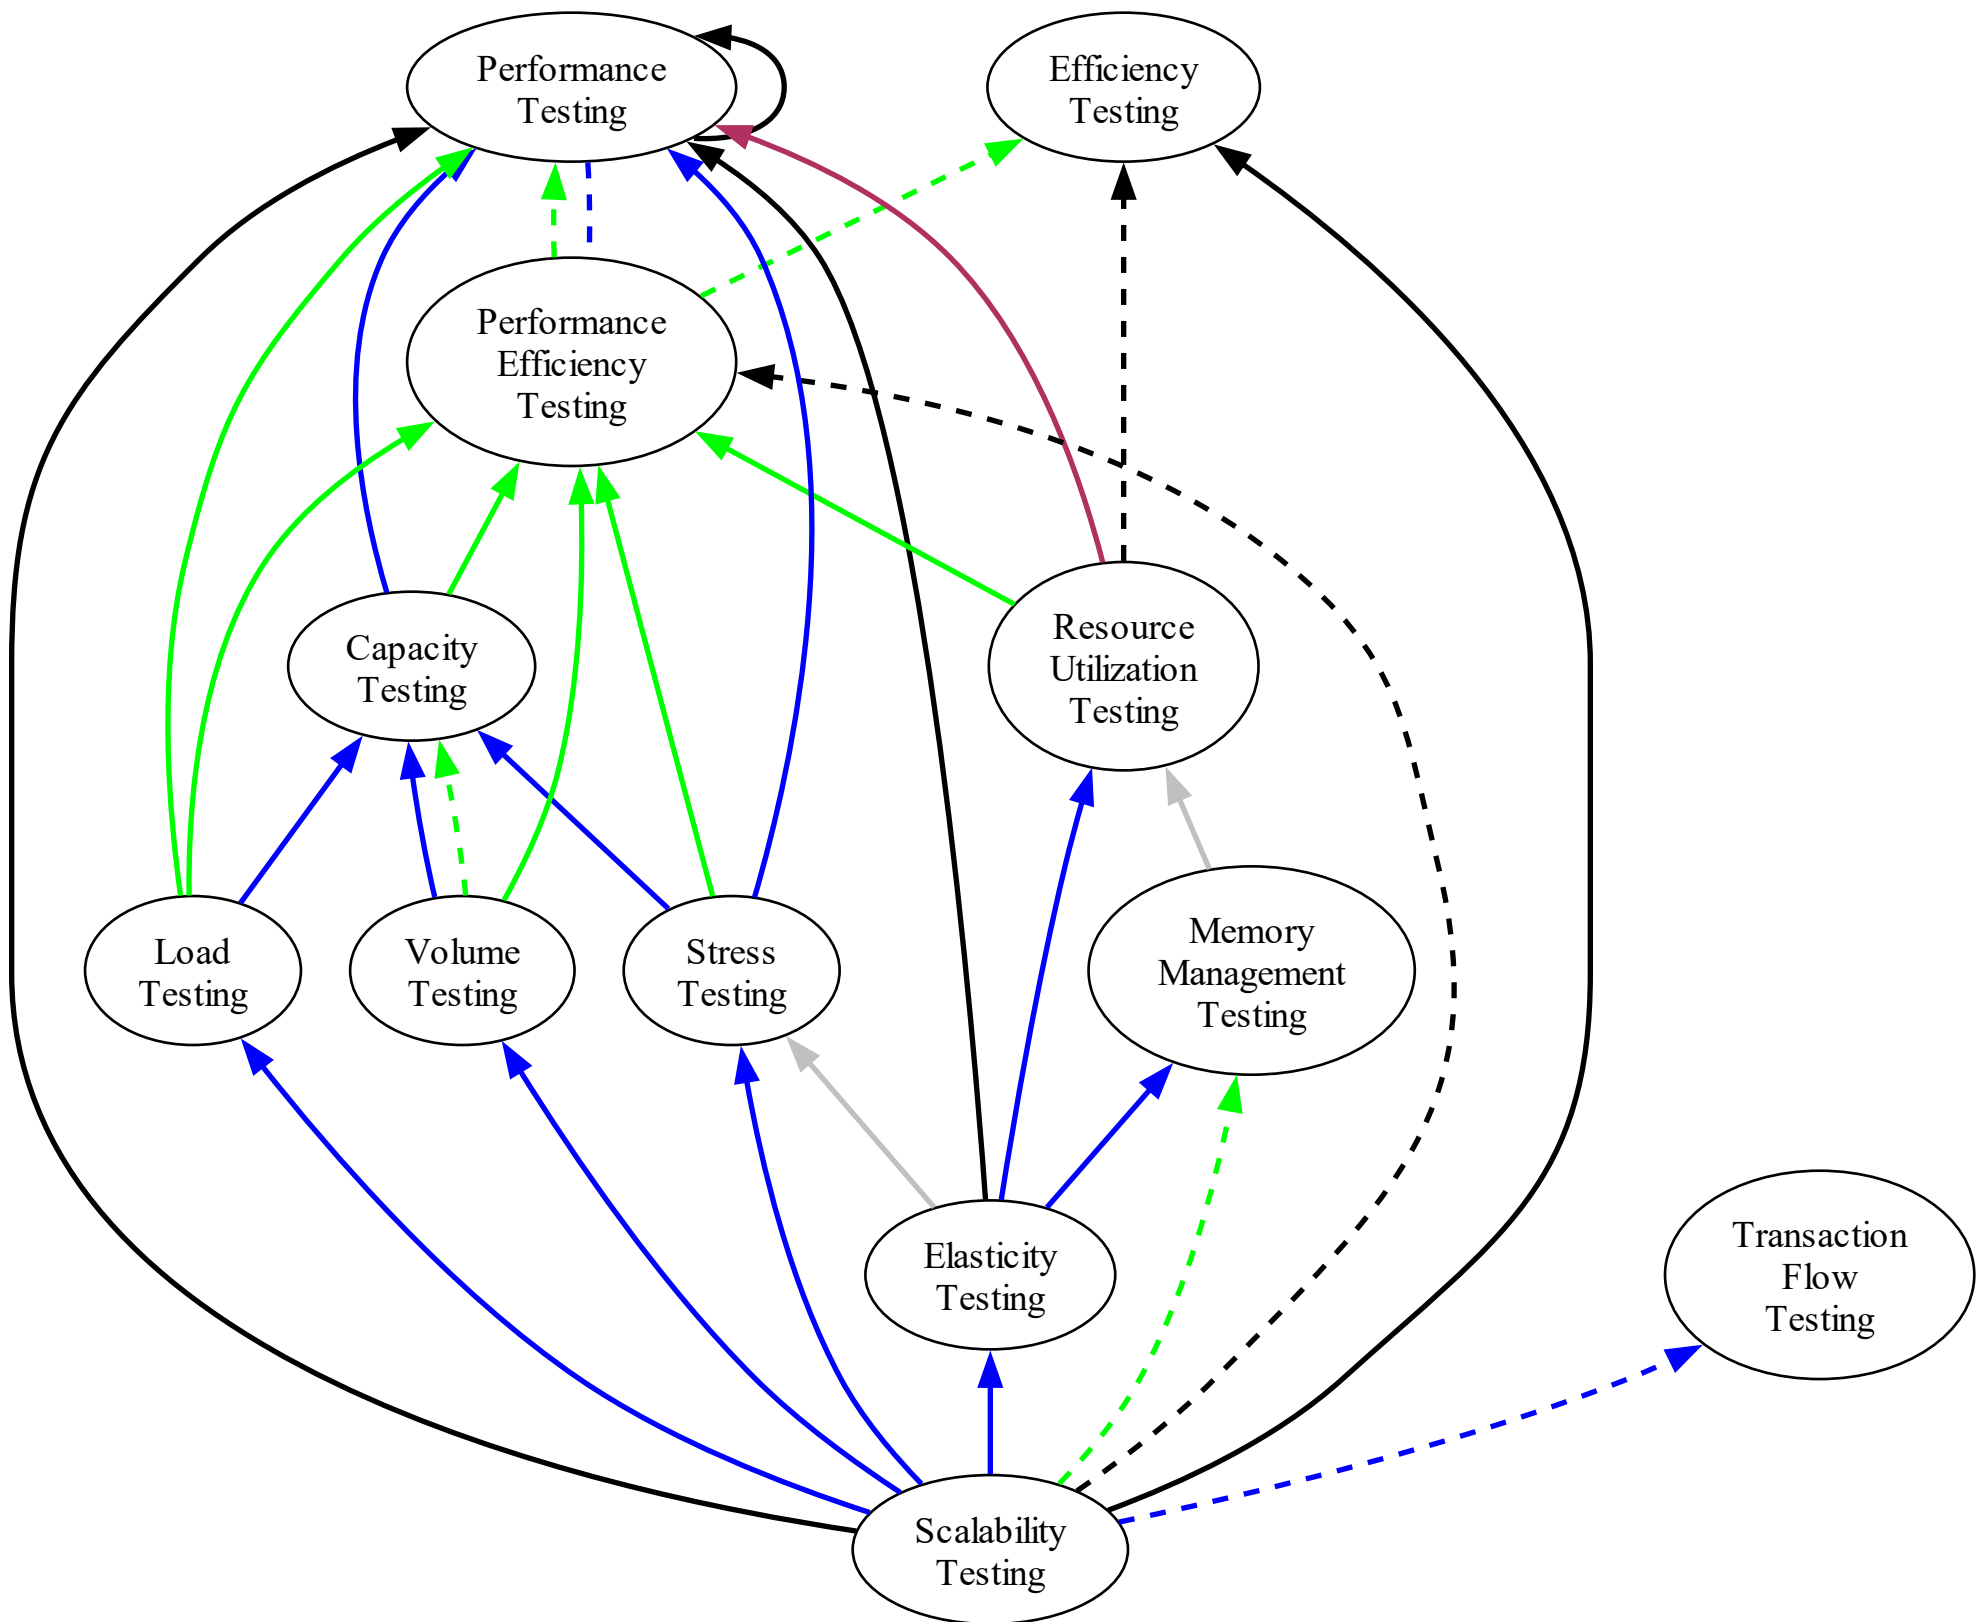 Performance
Testing
Efficiency
Testing
Performance
Efficiency
Testing
Capacity
Testing
Resource
Utilization
Testing
Load
Testing
Volume
Testing
Stress
Testing
Memory
Management
Testing
Elasticity
Testing
Transaction
Flow
Testing
Scalability
Testing